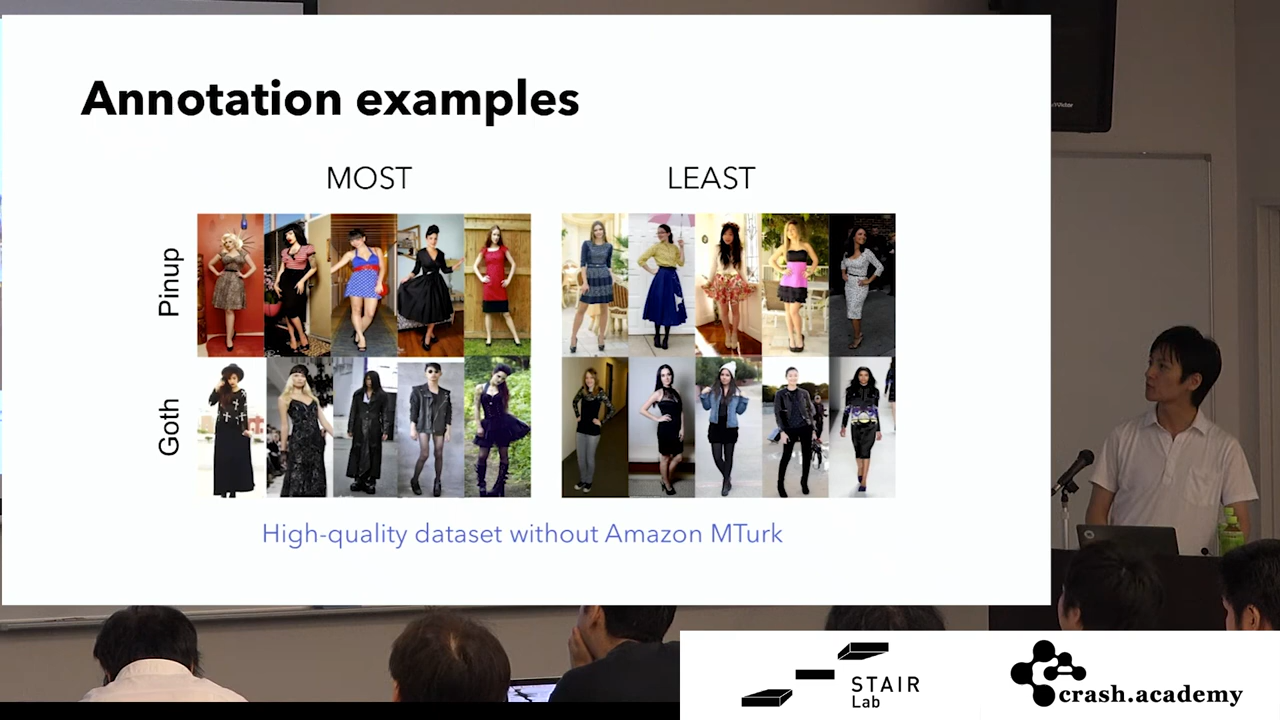 Annotation examples
MOST
LEAST
Pinup
Goth
High-quality dataset without Amazon MTurk
STAIR
Lab
crash.academy